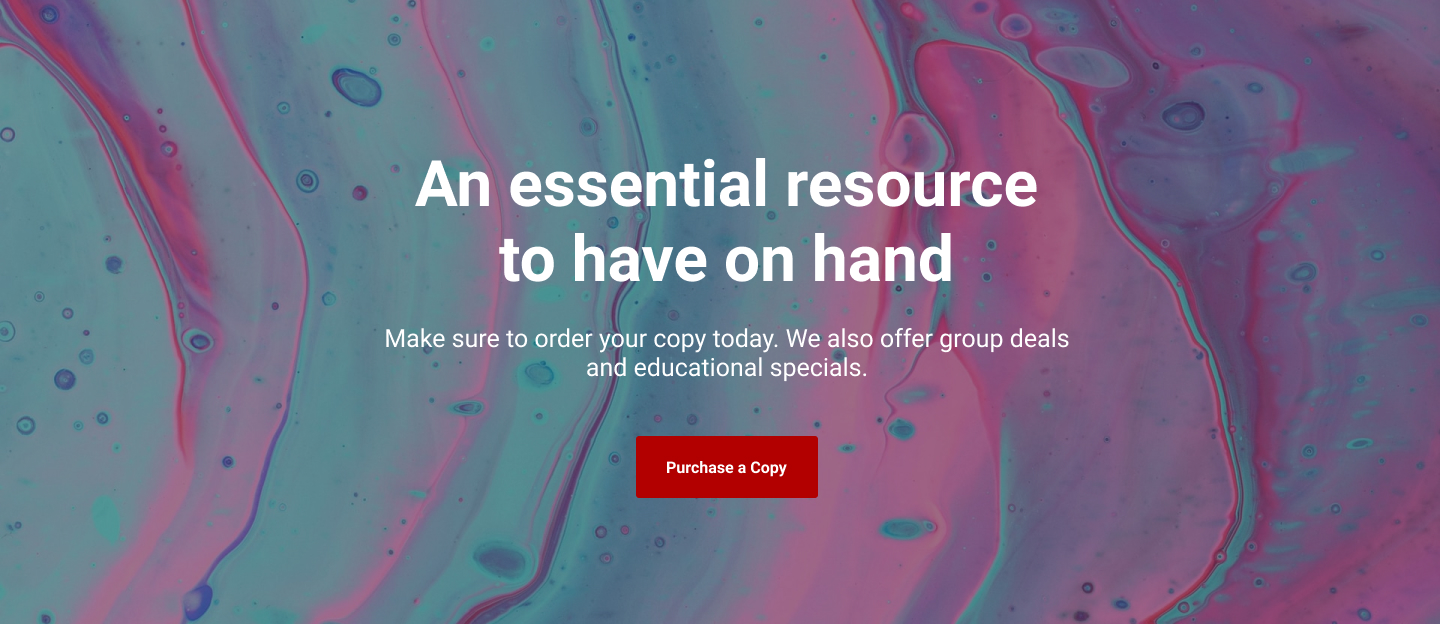 An essential resource
to have on hand
Make sure to order your copy today. We also offer group deals
and educational specials.
Purchase a Copy